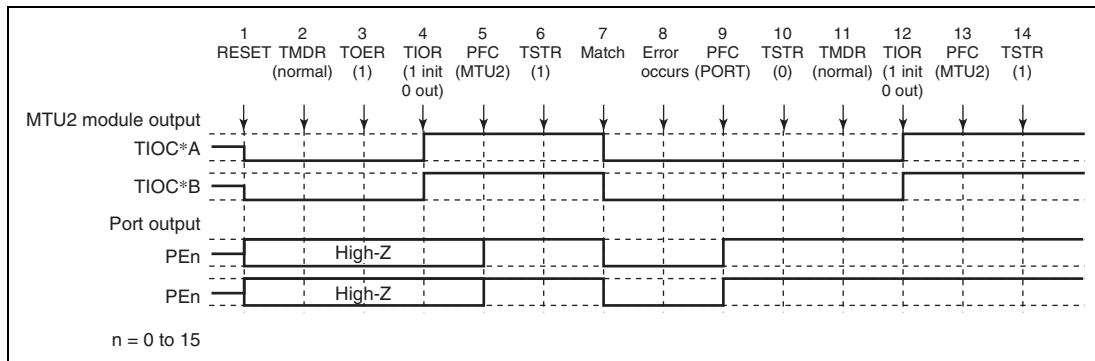 1 2 3 4 5 6 7 8 9 10 11 12 13 14
RESET TMDR TOER TIOR PFC TSTR Match Error PFC TSTR TMDR TIOR PFC TSTR
(normal) (1) (1 init (MTU2) (1) occurs (PORT) (0) (normal) (1 init (MTU2) (1)
0 out) 0 out)
MTU2 module output
TIOC*A
TIOC*B
Port output
PEn High-Z
PEn High-Z
n = 0 to 15